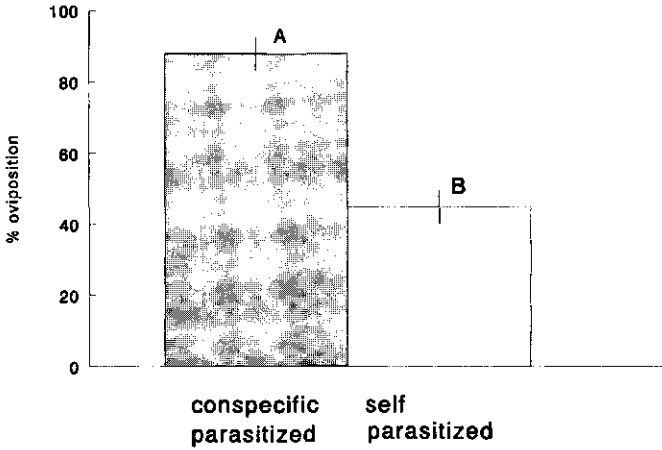 100
80
60
40
20
0
% oviposition
A
B
conspecific
parasitized
self
parasitized